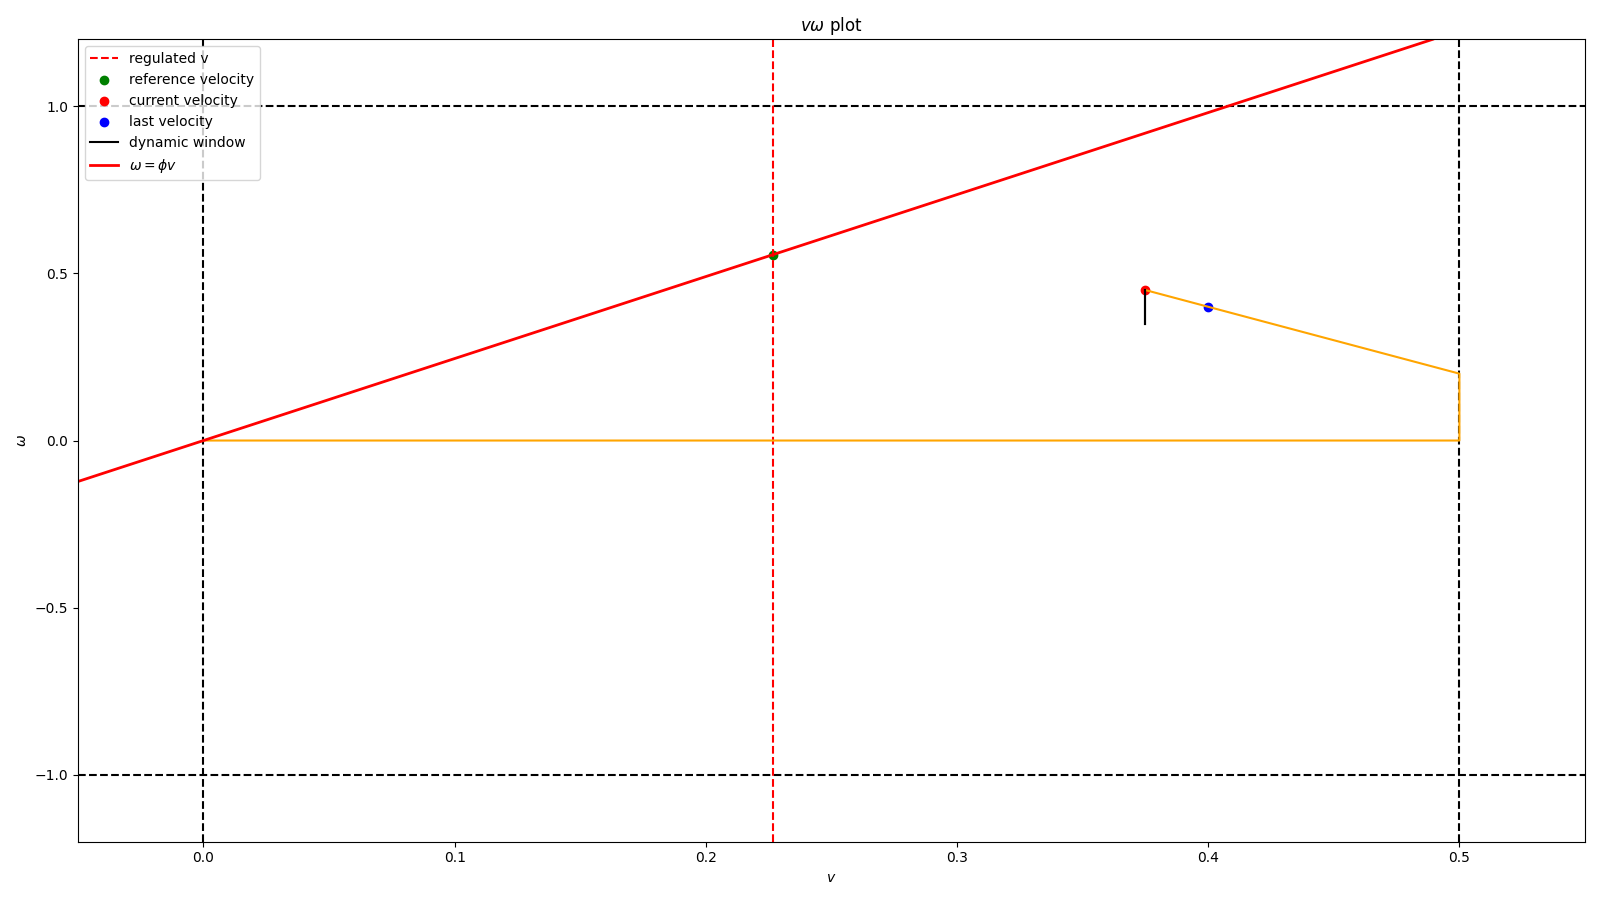 vω plot
regulated v
reference velocity
current velocity
last velocity
dynamic window
ω = ϕv
1.0
0.5
0.0
−0.5
−1.0
ω
0.0 0.1 0.2 0.3 0.4 0.5
v